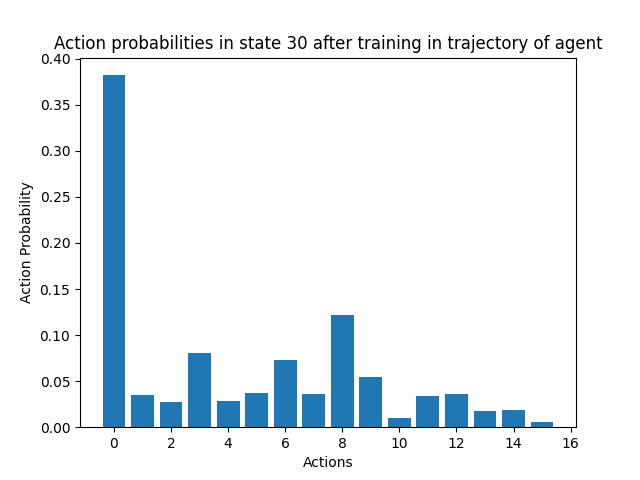 Action probabilities in state 30 after training in trajectory of agent
0.40
0.35
0.30
0.25
0.20
0.15
0.10
0.05
0.00
Action Probability
0 2 4 6 8 10 12 14 16
Actions